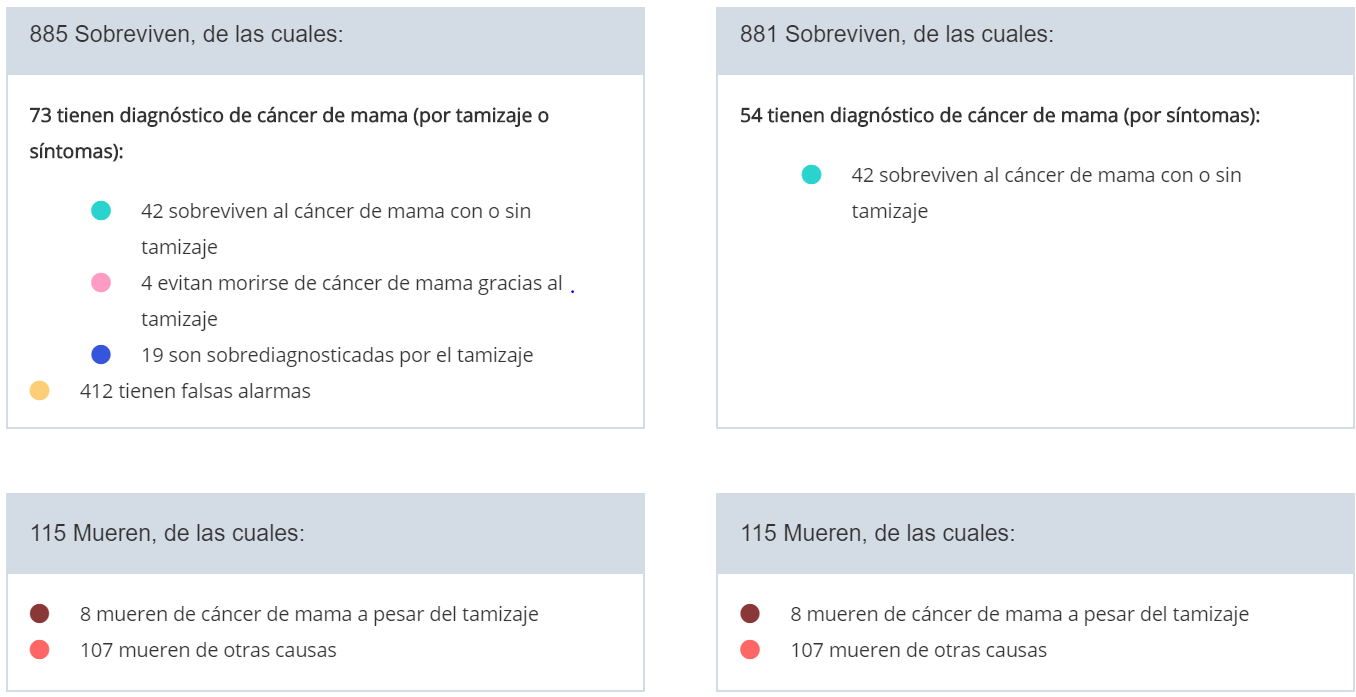 885 Sobreviven, de las cuales:
73 tienen diagnóstico de cáncer de mama (por tamizaje o
síntomas):
42 sobreviven al cáncer de mama con o sin
tamizaje
4 evitan morirse de cáncer de mama gracias al .
tamizaje
19 son sobrediagnosticadas por el tamizaje
412 tienen falsas alarmas
881 Sobreviven, de las cuales:
54 tienen diagnóstico de cáncer de mama (por síntomas):
42 sobreviven al cáncer de mama con o sin
tamizaje
115 Mueren, de las cuales:
8 mueren de cáncer de mama a pesar del tamizaje
107 mueren de otras causas
115 Mueren, de las cuales:
8 mueren de cáncer de mama a pesar del tamizaje
107 mueren de otras causas